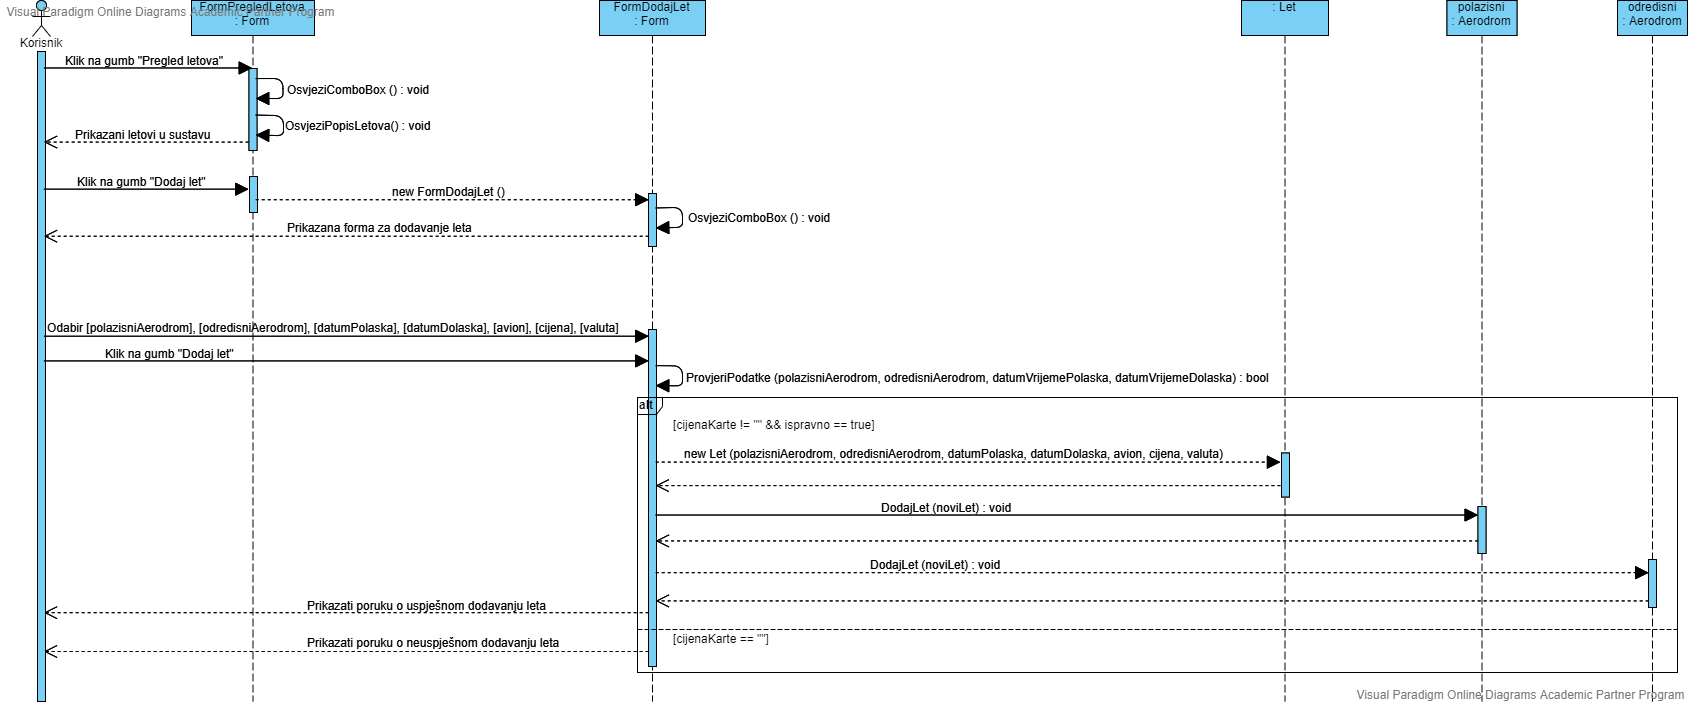 Visual Paradigm Online Diagrams Academic Partner Program
Korisnik
FormPregledLetova
: Form
FormDodajLet
: Form
: Let
polazisni
: Aerodrom
odredisni
: Aerodrom
Klik na gumb "Pregled letova"
OsvjeziComboBox () : void
OsvjeziPopisLetova() : void
Prikazani letovi u sustavu
Klik na gumb "Dodaj let"
new FormDodajLet ()
OsvjeziComboBox () : void
Prikazana forma za dodavanje leta
Odabir [polazisniAerodrom], [odredisniAerodrom], [datumPolaska], [datumDolaska], [avion], [cijena], [valuta]
Klik na gumb "Dodaj let"
ProvjeriPodatke (polazisniAerodrom, odredisniAerodrom, datumVrijemePolaska, datumVrijemeDolaska) : bool
alt
[cijenaKarte != "" && ispravno == true]
new Let (polazisniAerodrom, odredisniAerodrom, datumPolaska, datumDolaska, avion, cijena, valuta)
DodajLet (noviLet) : void
DodajLet (noviLet) : void
Prikazati poruku o uspješnom dodavanju leta
[cijenaKarte == ""]
Prikazati poruku o neuspješnom dodavanju leta
Visual Paradigm Online Diagrams Academic Partner Program